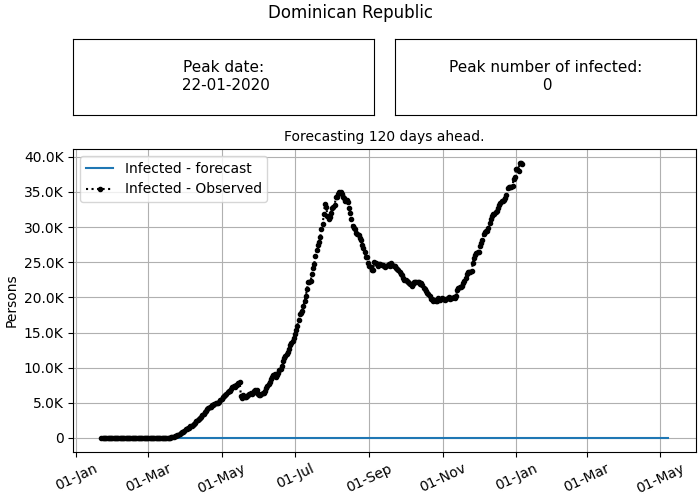 Dominican Republic
Peak date:
22-01-2020
Peak number of infected:
0
Forecasting 120 days ahead.
Infected - forecast
Infected - Observed
Persons
40.0K
35.0K
30.0K
25.0K
20.0K
15.0K
10.0K
5.0K
0
01-Jan
01-Mar
01-May
01-Jul
01-Sep
01-Nov
01-Jan
01-Mar
01-May